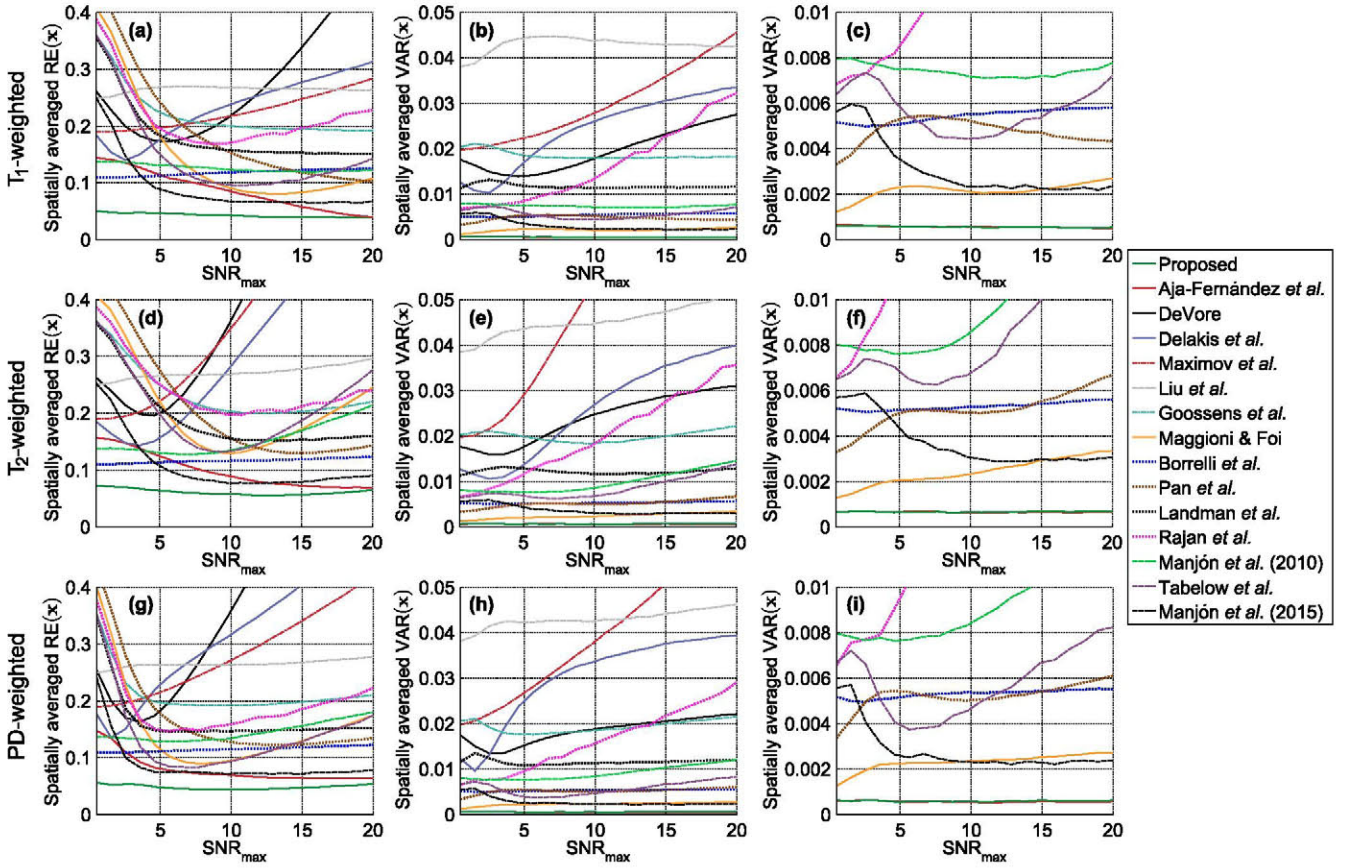 T1-weighted
Spatially averaged RE(x)
0.4
0.3
0.2
0.1
0
(a)
5
10
15
20
SNRmax
Spatially averaged VAR(x)
0.05
0.04
0.03
0.02
0.01
0
(b)
5
10
15
20
SNRmax
Spatially averaged VAR(x)
0.01
0.008
0.006
0.004
0.002
0
(c)
5
10
15
20
SNRmax
T2-weighted
Spatially averaged RE(x)
0.4
0.3
0.2
0.1
0
(d)
5
10
15
20
SNRmax
Spatially averaged VAR(x)
0.05
0.04
0.03
0.02
0.01
0
(e)
5
10
15
20
SNRmax
Spatially averaged VAR(x)
0.01
0.008
0.006
0.004
0.002
0
(f)
5
10
15
20
SNRmax
PD-weighted
Spatially averaged RE(x)
0.4
0.3
0.2
0.1
0
(g)
5
10
15
20
SNRmax
Spatially averaged VAR(x)
0.05
0.04
0.03
0.02
0.01
0
(h)
5
10
15
20
SNRmax
Spatially averaged VAR(x)
0.01
0.008
0.006
0.004
0.002
0
(i)
5
10
15
20
SNRmax
Proposed
Aja-Fernández et al.
DeVore
Delakis et al.
Maximov et al.
Liu et al.
Goossens et al.
Maggioni & Foi
Borrelli et al.
Pan et al.
Landman et al.
Rajan et al.
Manjón et al. (2010)
Tabelow et al.
Manjón et al. (2015)